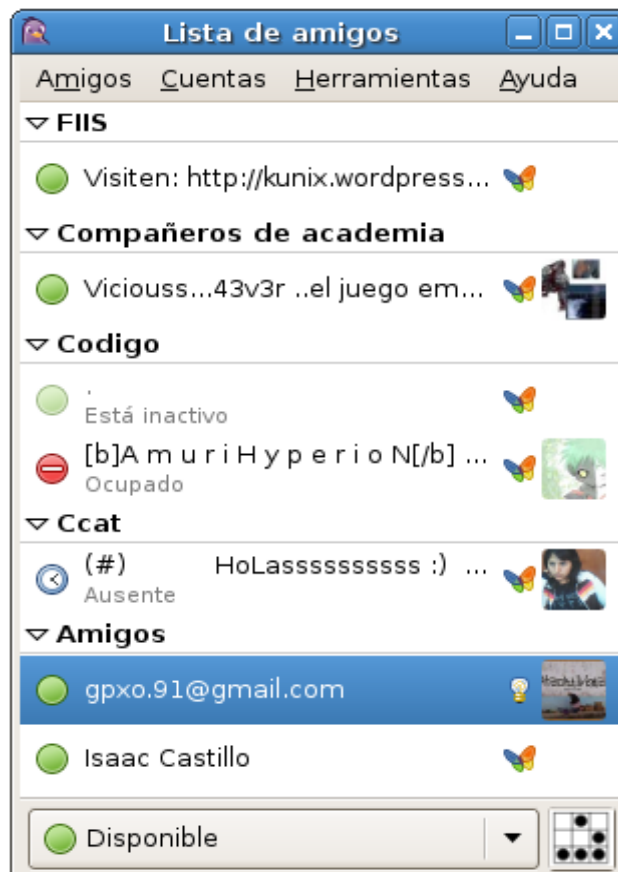 Lista de amigos
Amigos Cuentas Herramientas Ayuda
FIIS
Visiten: http://kunix.wordpress...
Compañeros de academia
Viciouss...43v3r ..el juego em...
Codigo
.
Está inactivo
[b]A m u r i H y p e r i o N[/b] ...
Ocupado
Ccat
(#) HoLassssssssss :) ...
Ausente
Amigos
gpxo.91@gmail.com
Isaac Castillo
Disponible